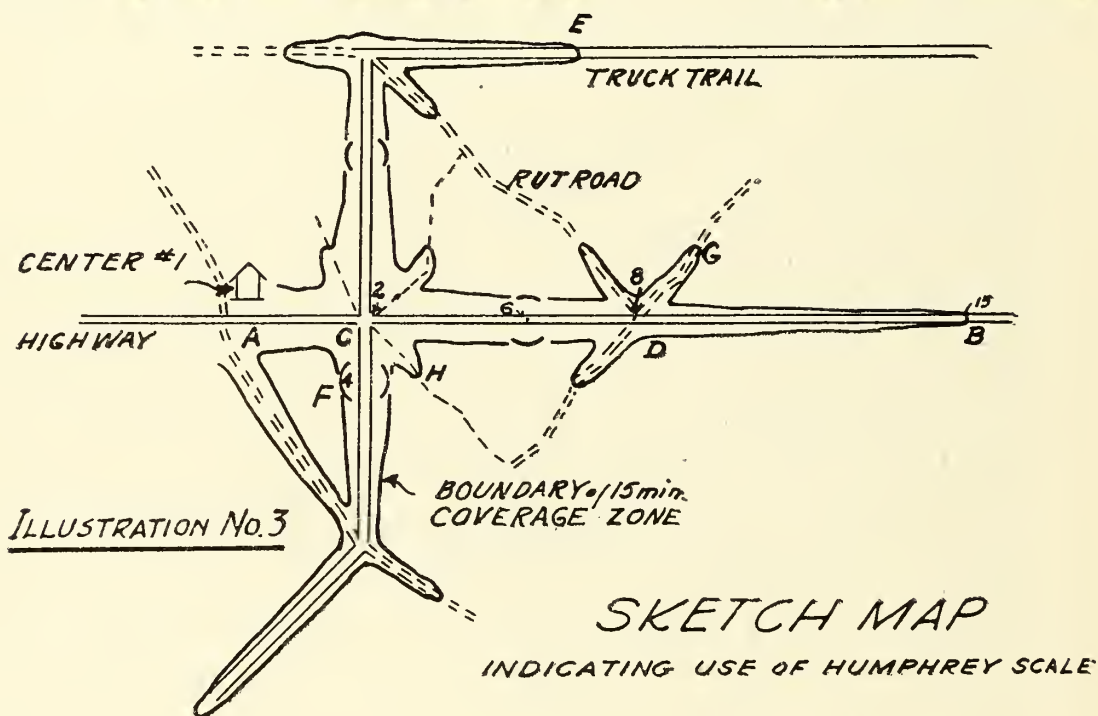 E
TRUCK TRAIL
RUT ROAD
CENTER #1
G
8
2
6
15
HIGHWAY
A
C
D
B
4
F
H
BOUNDARY of 15 min.
COVERAGE ZONE
ILLUSTRATION No. 3
SKETCH MAP
INDICATING USE OF HUMPHREY SCALE